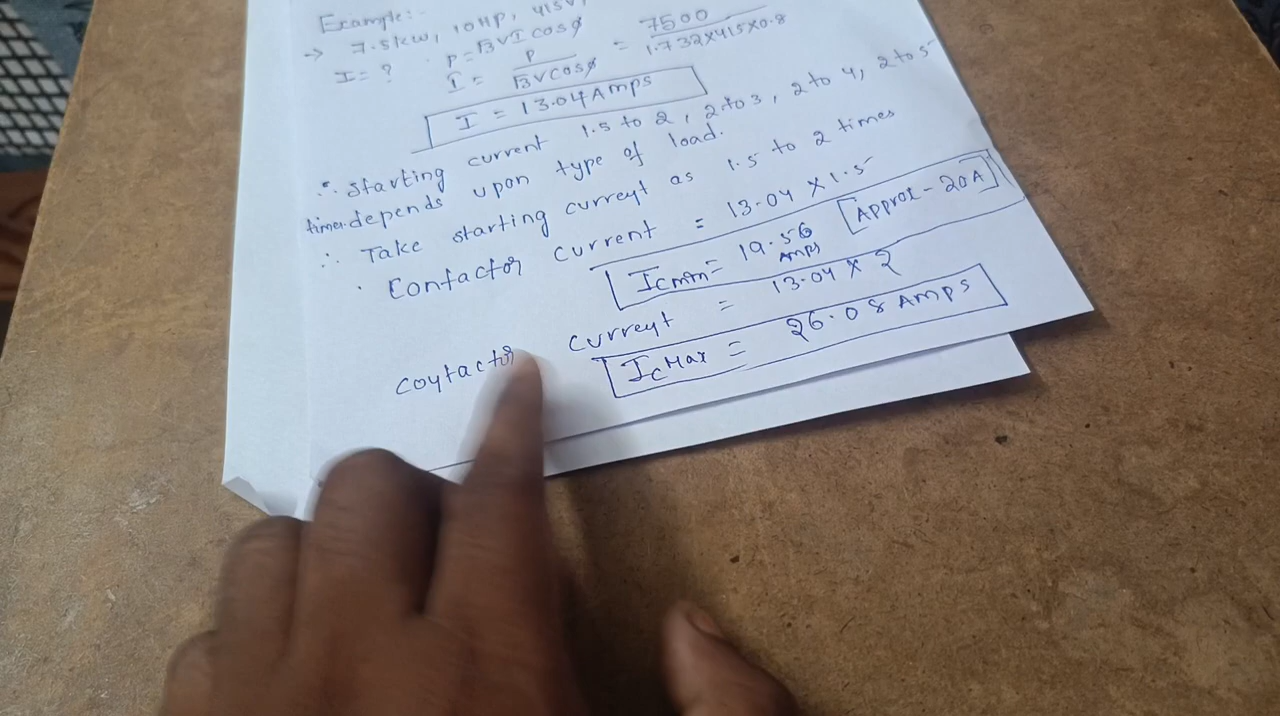 Example:-
→ 7.5kW, 10HP, 415V,
I = ? P = √3VI cosφ
I = P / √3 V cosφ = 7500 / 1.732×415×0.8
I = 13.04 Amps
∴ starting current 1.5 to 2, 2 to 3, 2 to 4, 2 to 5
times depends upon type of load.
∴ Take starting current as 1.5 to 2 times
· Contactor current = 13.04 × 1.5
Icmin = 19.56 Amps [Approx - 20A]
Contactor current = 13.04 × 2
Ic Max = 26.08 Amps